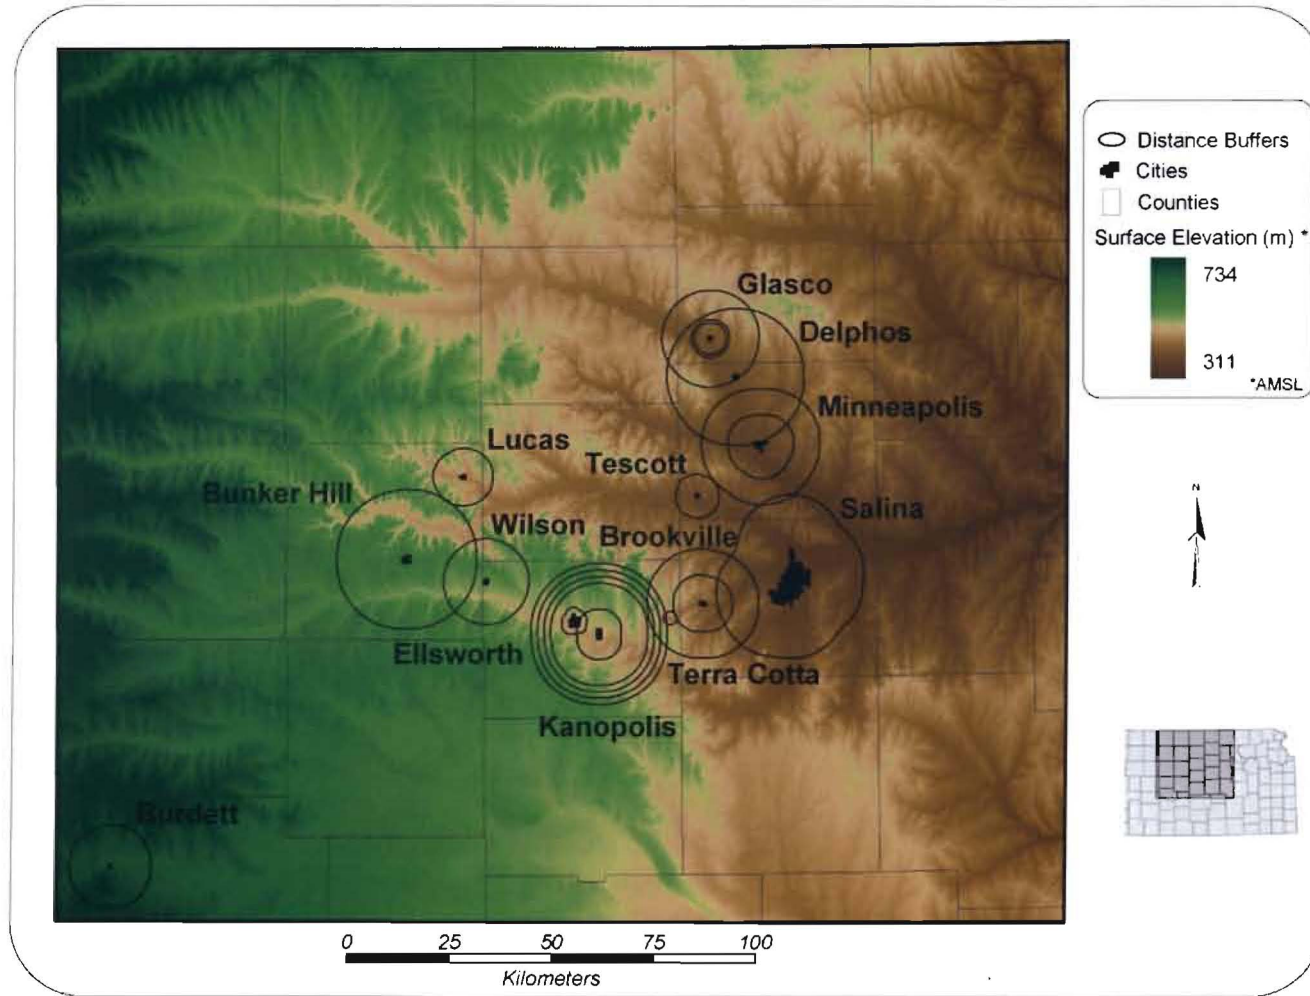 Distance Buffers
Cities
Counties
Surface Elevation (m) *
734
311
*AMSL
Glasco
Delphos
Minneapolis
Lucas
Tescott
Bunker Hill
Salina
Wilson
Brookville
N
Ellsworth
Terra Cotta
Kanopolis
Burdett
0 25 50 75 100
Kilometers